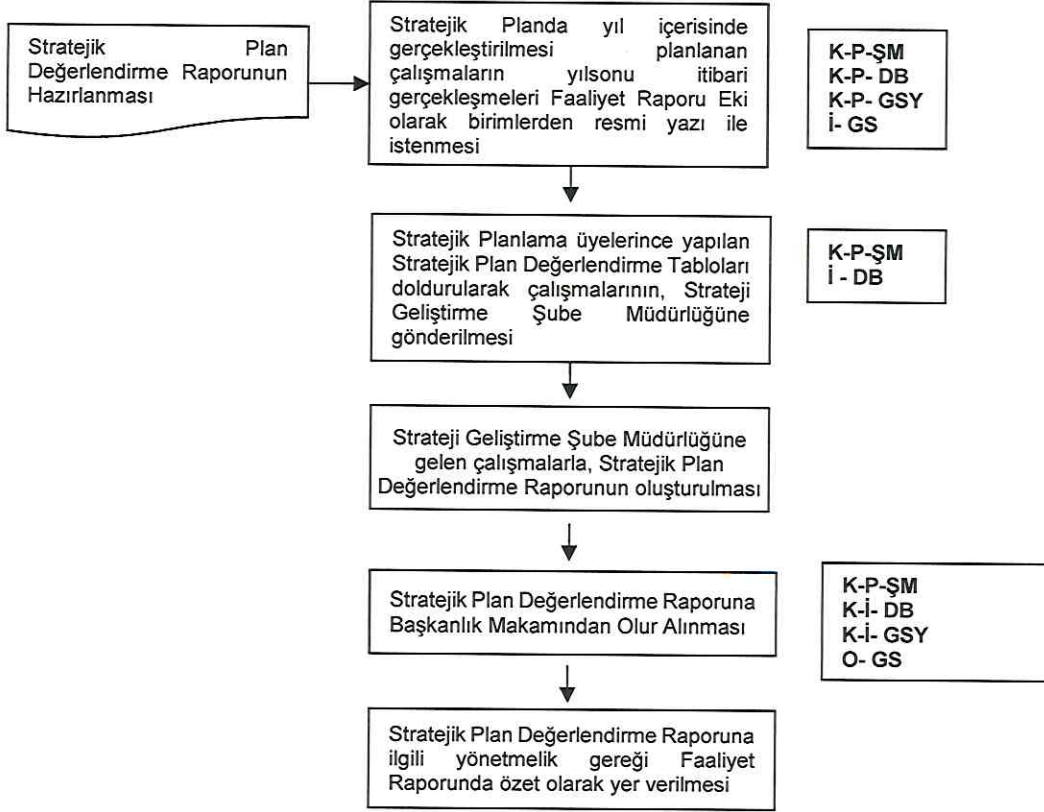 Stratejik Plan
Değerlendirme Raporunun
Hazırlanması
Stratejik Planda yıl içerisinde
gerçekleştirilmesi planlanan
çalışmaların yılsonu itibari
gerçekleşmeleri Faaliyet Raporu Eki
olarak birimlerden resmi yazı ile
istenmesi
K-P-ŞM
K-P- DB
K-P- GSY
İ- GS
Stratejik Planlama üyelerince yapılan
Stratejik Plan Değerlendirme Tabloları
doldurularak çalışmalarının, Strateji
Geliştirme Şube Müdürlüğüne
gönderilmesi
K-P-ŞM
İ - DB
Strateji Geliştirme Şube Müdürlüğüne
gelen çalışmalarla, Stratejik Plan
Değerlendirme Raporunun oluşturulması
Stratejik Plan Değerlendirme Raporuna
Başkanlık Makamından Olur Alınması
K-P-ŞM
K-İ- DB
K-İ- GSY
O- GS
Stratejik Plan Değerlendirme Raporuna
ilgili yönetmelik gereği Faaliyet
Raporunda özet olarak yer verilmesi